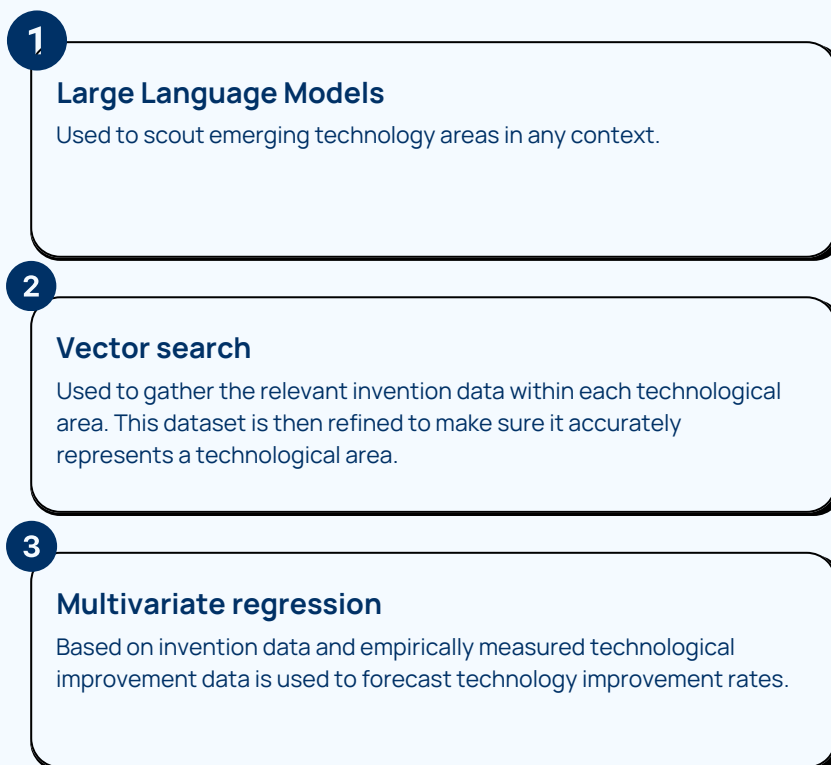 1
Large Language Models
Used to scout emerging technology areas in any context.
2
Vector search
Used to gather the relevant invention data within each technological
area. This dataset is then refined to make sure it accurately
represents a technological area.
3
Multivariate regression
Based on invention data and empirically measured technological
improvement data is used to forecast technology improvement rates.